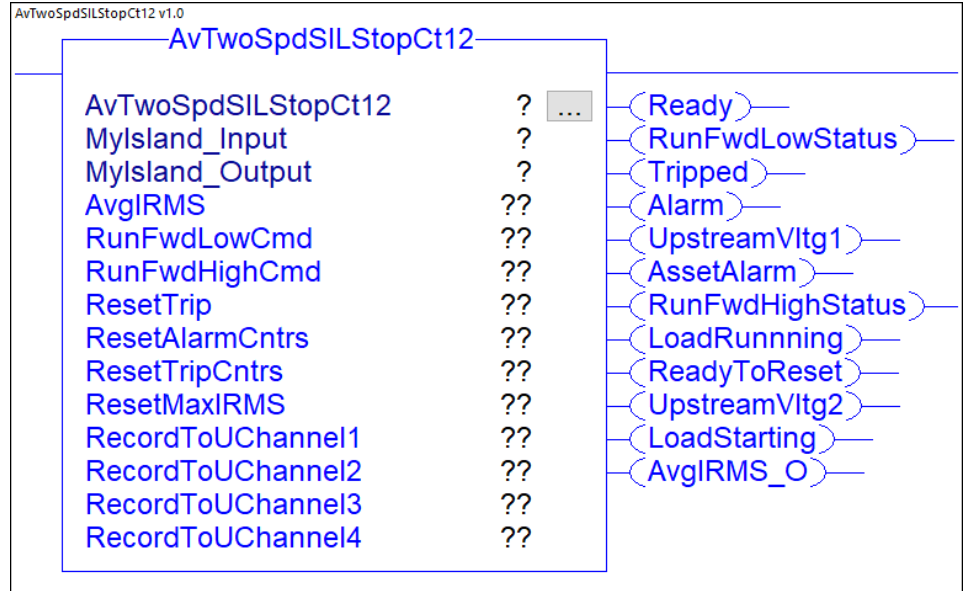 AvTwoSpdSILStopCt12 v1.0
AvTwoSpdSILStopCt12
AvTwoSpdSILStopCt12 ? ... Ready
MyIsland_Input ? RunFwdLowStatus
MyIsland_Output ? Tripped
AvgIRMS ?? Alarm
RunFwdLowCmd ?? UpstreamVltg1
RunFwdHighCmd ?? AssetAlarm
ResetTrip ?? RunFwdHighStatus
ResetAlarmCntrs ?? LoadRunnning
ResetTripCntrs ?? ReadyToReset
ResetMaxIRMS ?? UpstreamVltg2
RecordToUChannel1 ?? LoadStarting
RecordToUChannel2 ?? AvgIRMS_O
RecordToUChannel3 ??
RecordToUChannel4 ??